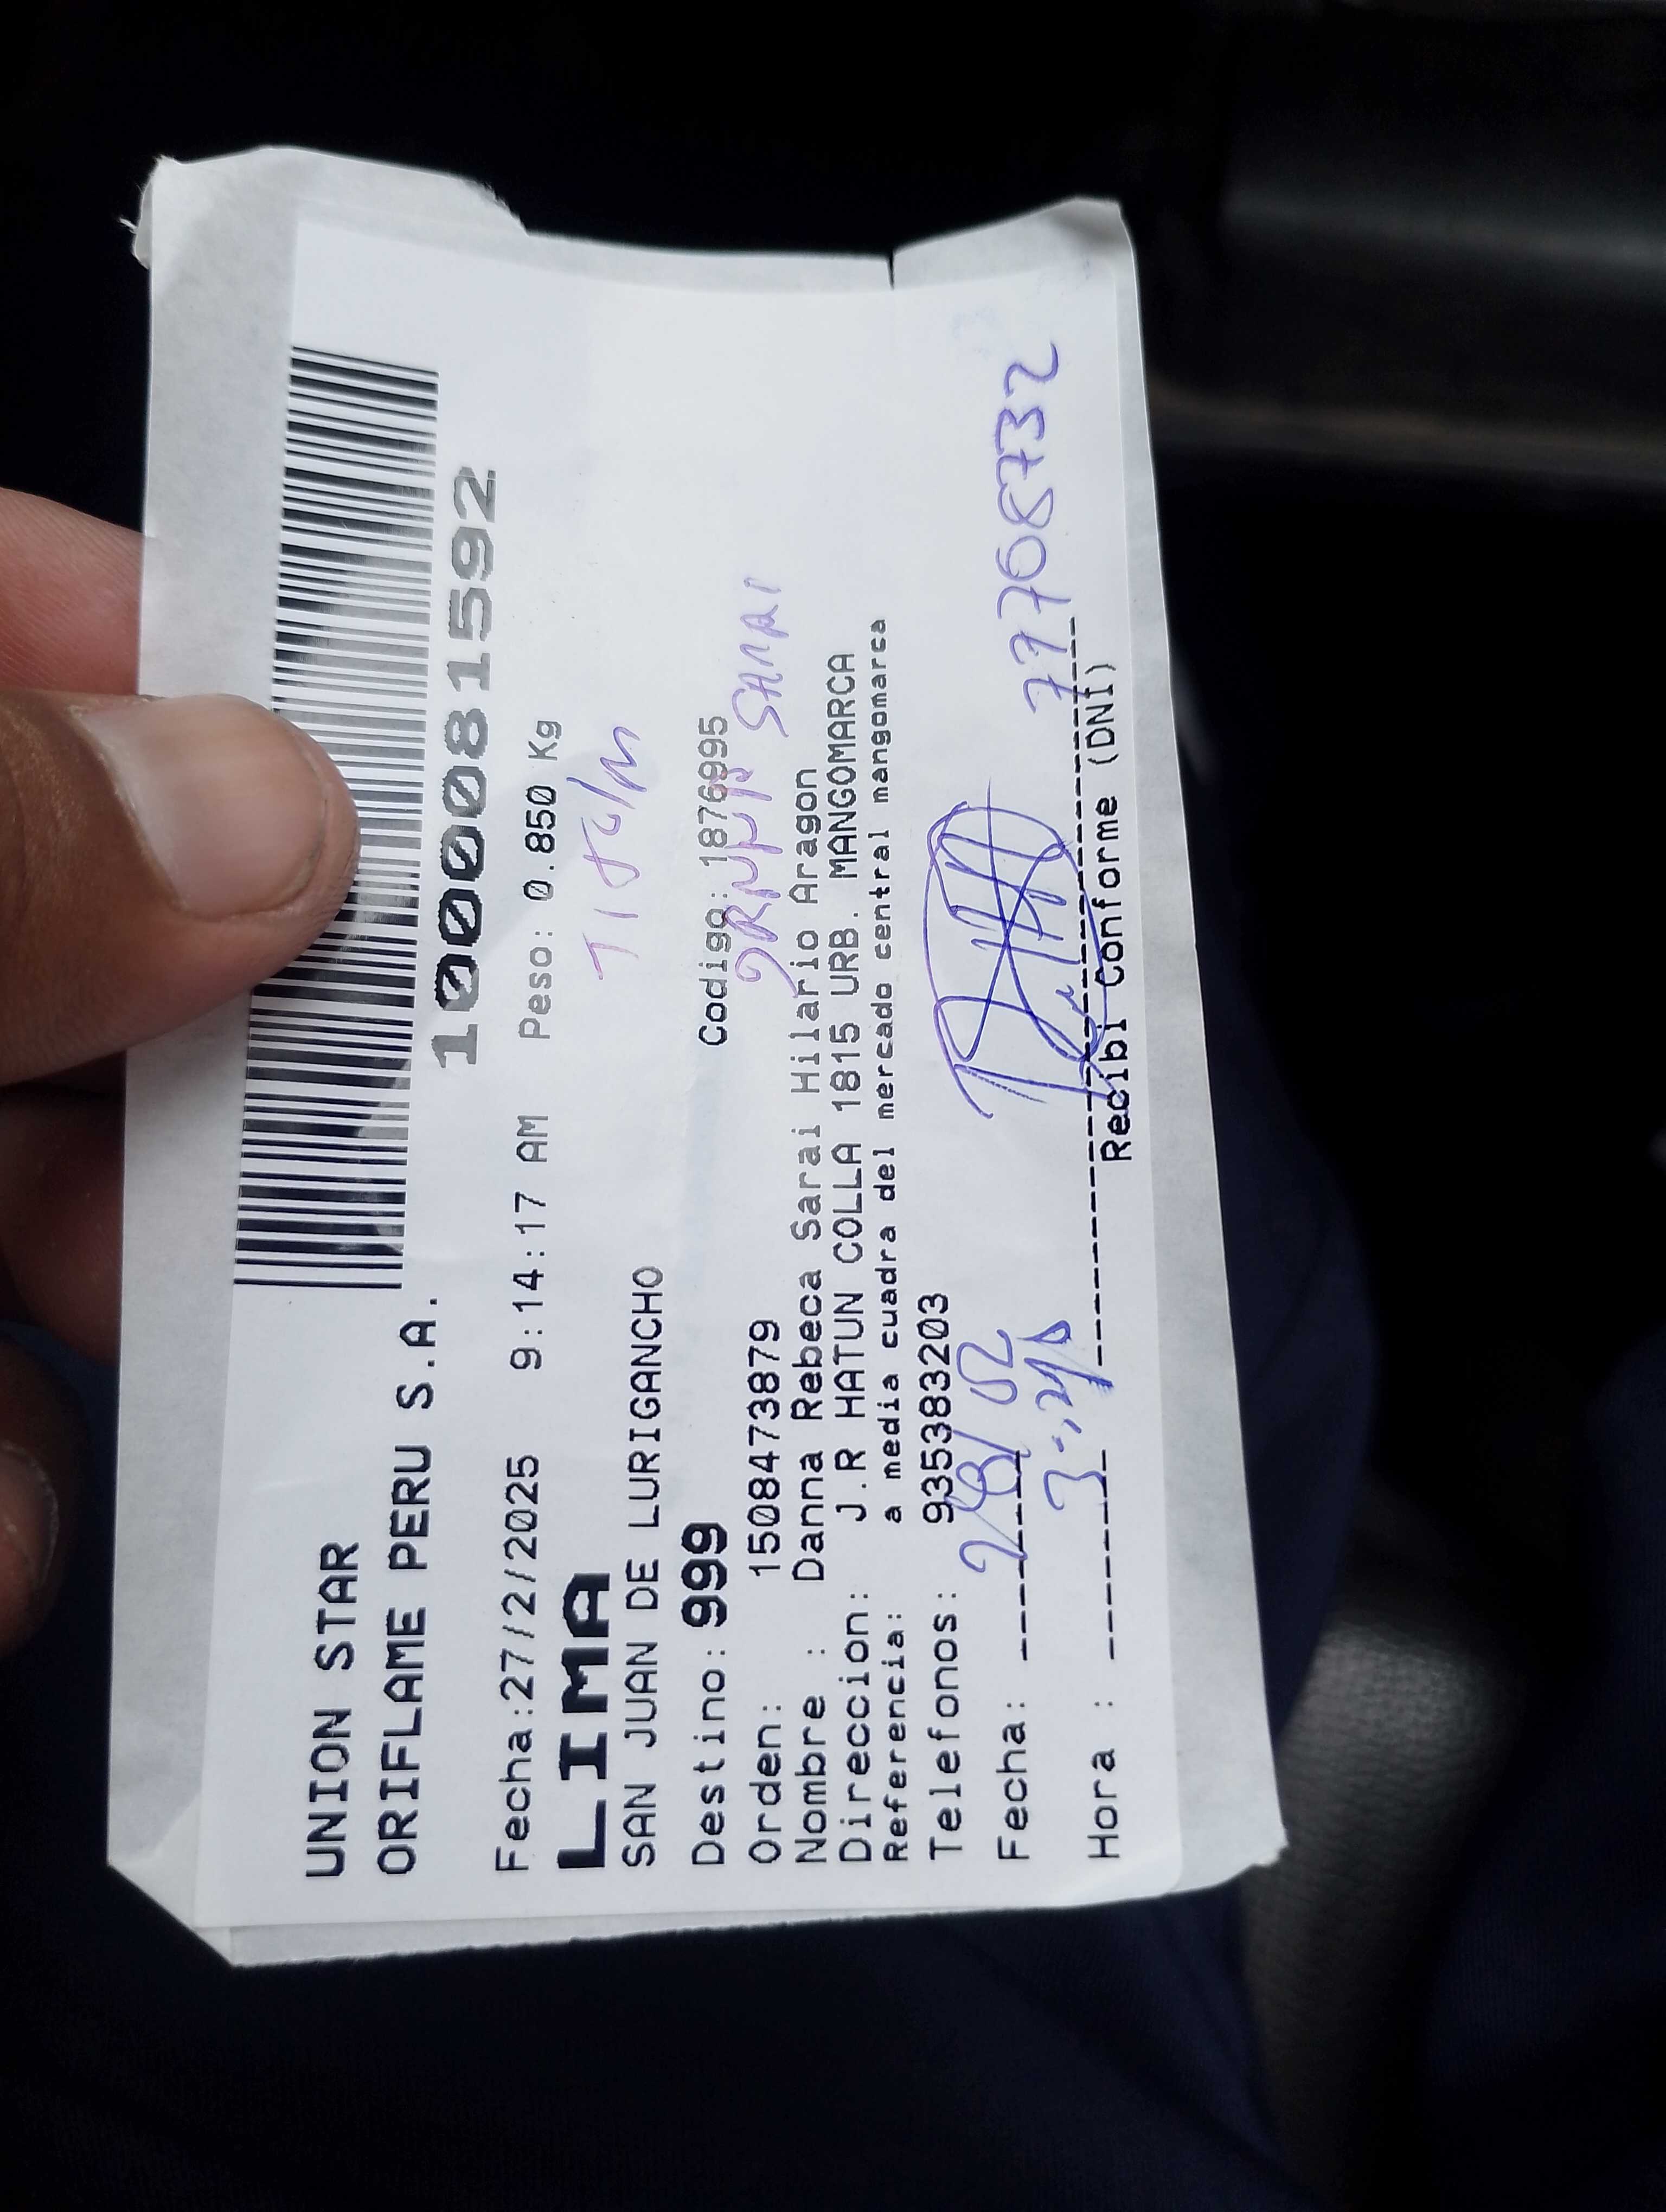 UNION STAR
ORIFLAME PERU S.A.
1000081592
Fecha:27/2/2025 9:14:17 AM Peso: 0.850 Kg
LIMA
SAN JUAN DE LURIGANCHO
Destino: 999 Codigo: 1876995
Orden: 1508473879 SARAI
Nombre : Danna Rebeca Sarai Hilario Aragon
Direccion: J.R HATUN COLLA 1815 URB. MANGOMARCA
Referencia: a media cuadra del mercado central mangomarca
Telefonos: 935383203
Fecha: 28/02 77768732
Hora :
Recibi Conforme (DNI)